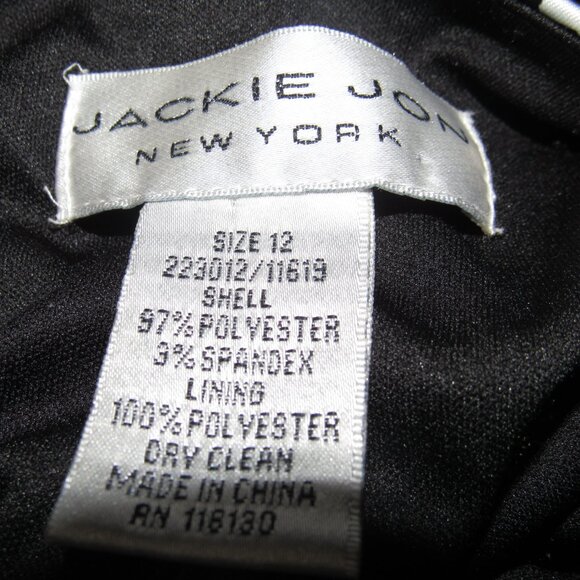 JACKIE JON
NEW YORK
SIZE 12
223012/11619
SHELL
97% POLYESTER
3% SPANDEX
LINING
100% POLYESTER
DRY CLEAN
MADE IN CHINA
RN 118130